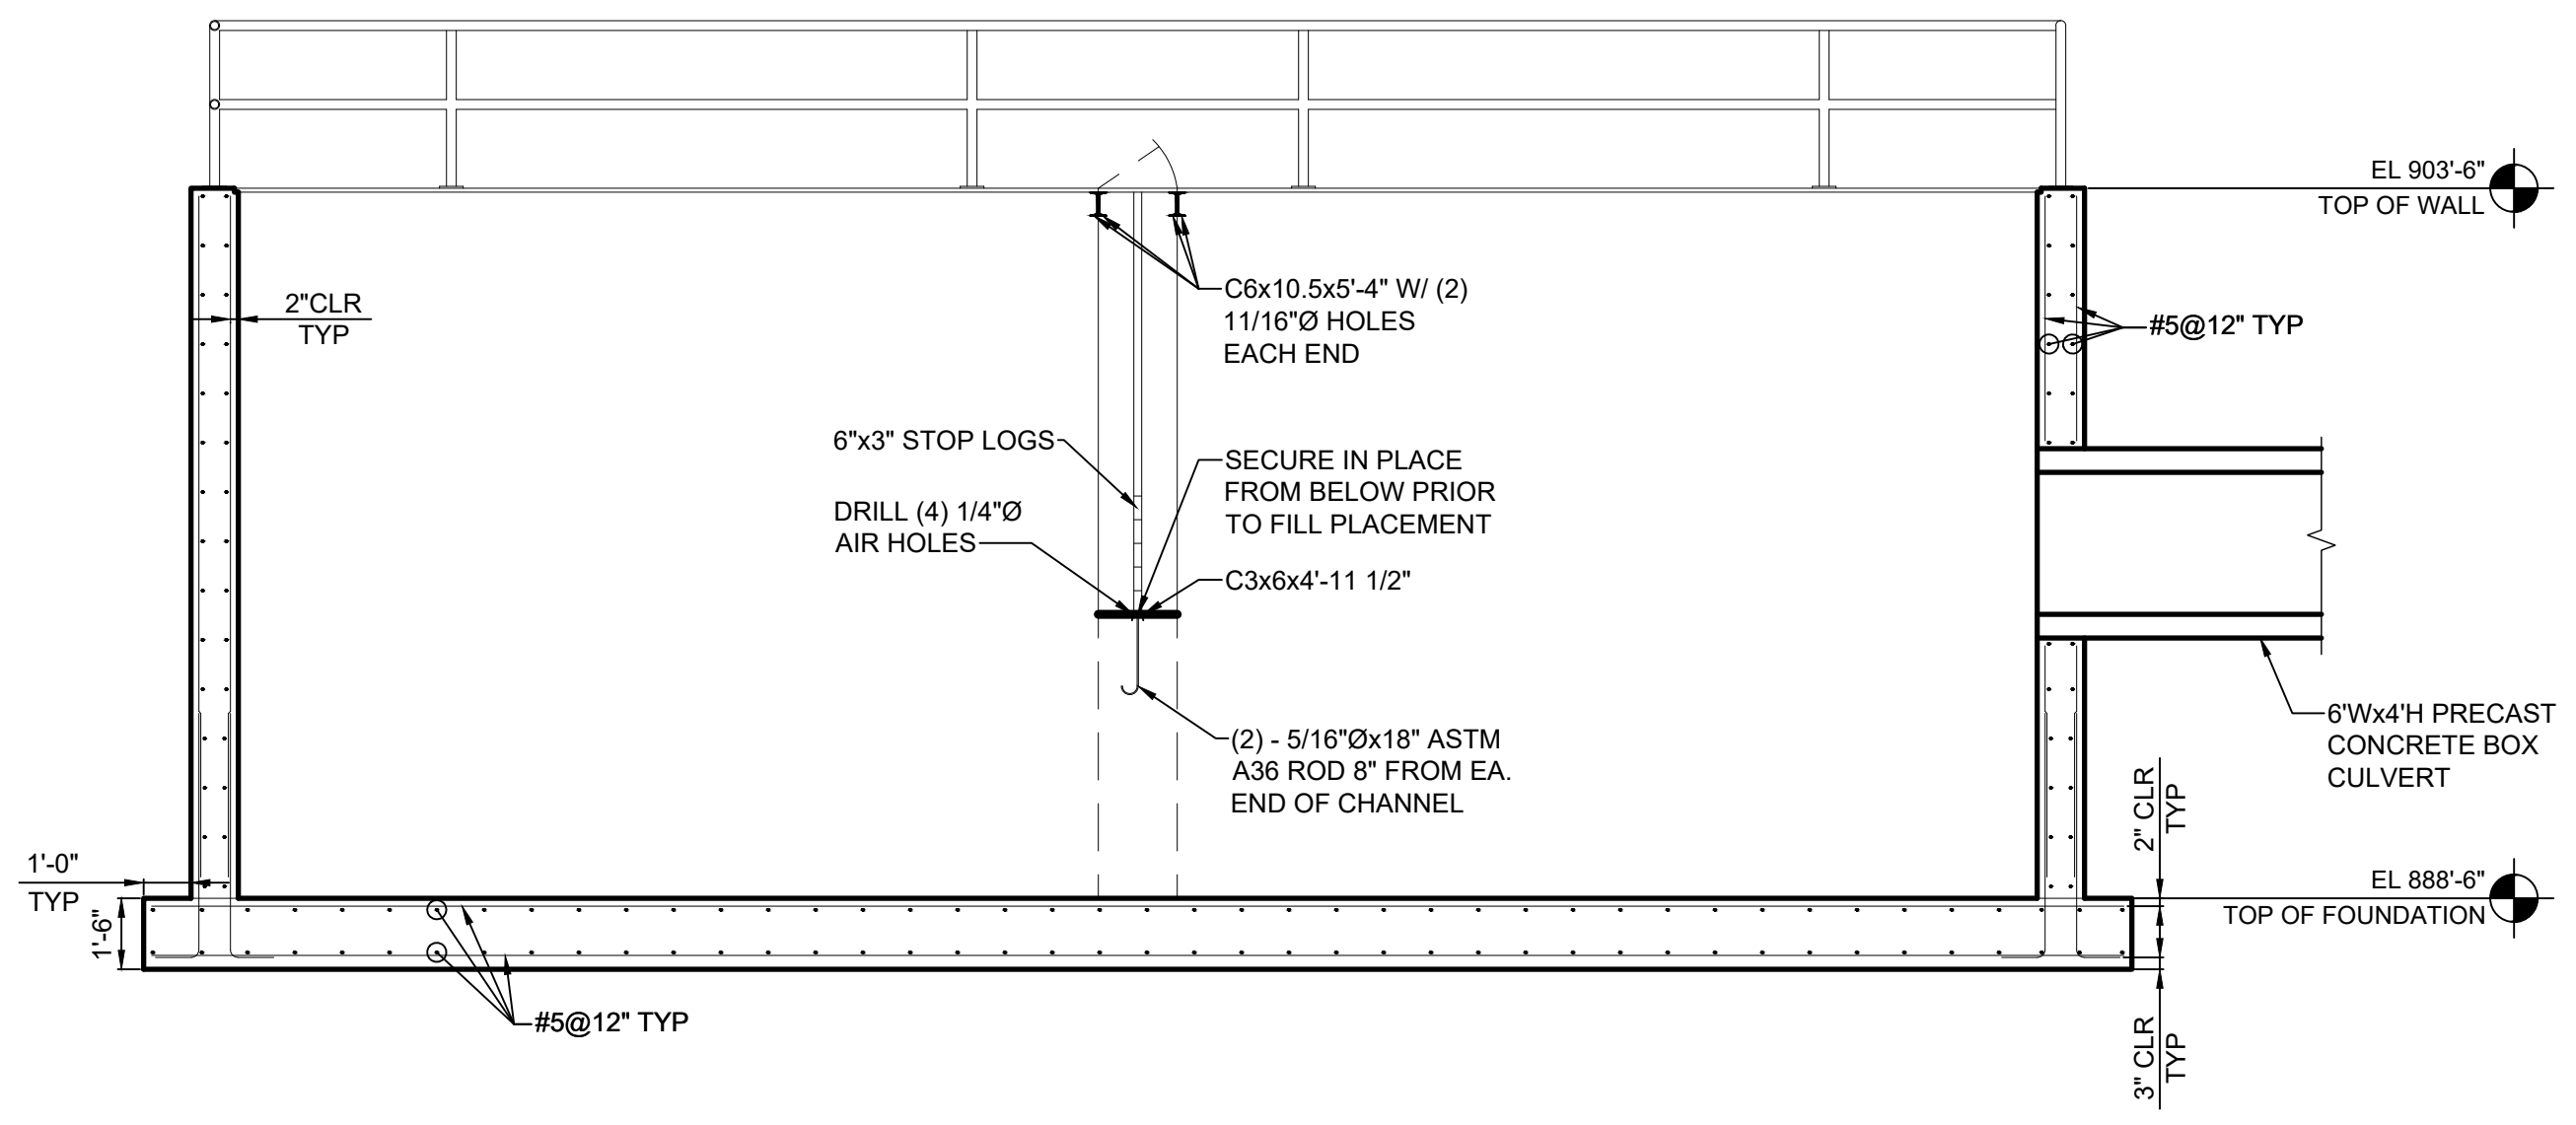 EL 903'-6"
TOP OF WALL
2"CLR
TYP
C6x10.5x5'-4" W/ (2)
11/16"Ø HOLES
EACH END
#5@12" TYP
6"x3" STOP LOGS
SECURE IN PLACE
FROM BELOW PRIOR
TO FILL PLACEMENT
DRILL (4) 1/4"Ø
AIR HOLES
C3x6x4'-11 1/2"
(2) - 5/16"Øx18" ASTM
A36 ROD 8" FROM EA.
END OF CHANNEL
6'Wx4'H PRECAST
CONCRETE BOX
CULVERT
2" CLR
TYP
1'-0"
TYP
1'-6"
EL 888'-6"
TOP OF FOUNDATION
#5@12" TYP
3" CLR
TYP